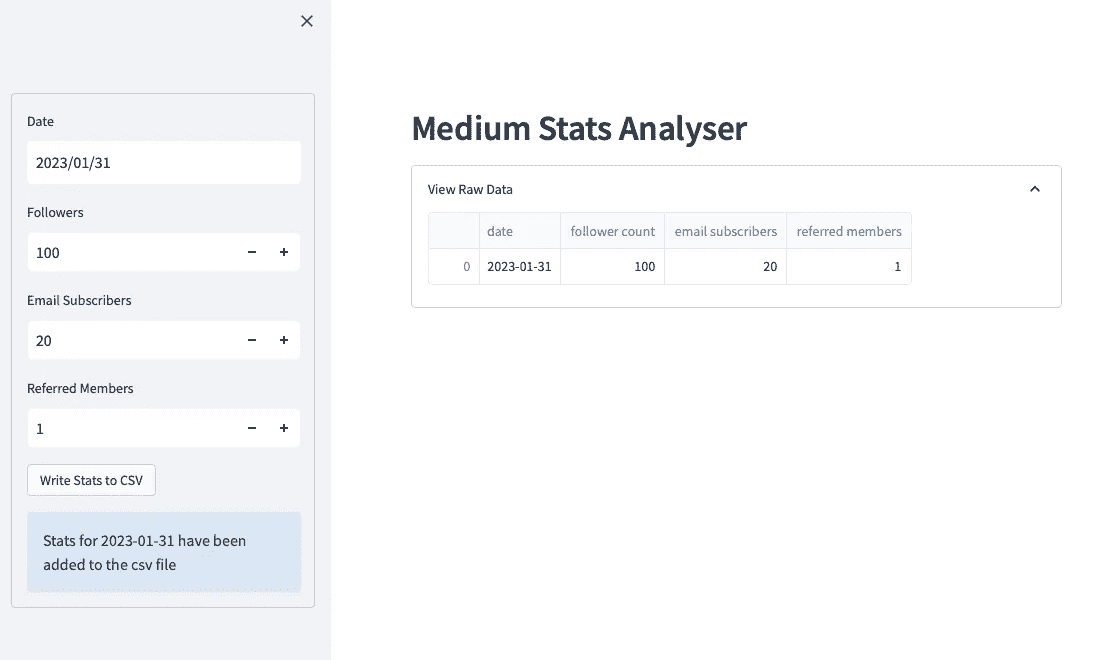 Date
2023/01/31
Followers
100 − +
Email Subscribers
20 − +
Referred Members
1 − +
Write Stats to CSV
Stats for 2023-01-31 have been
added to the csv file
Medium Stats Analyser
View Raw Data
date follower count email subscribers referred members
0 2023-01-31 100 20 1